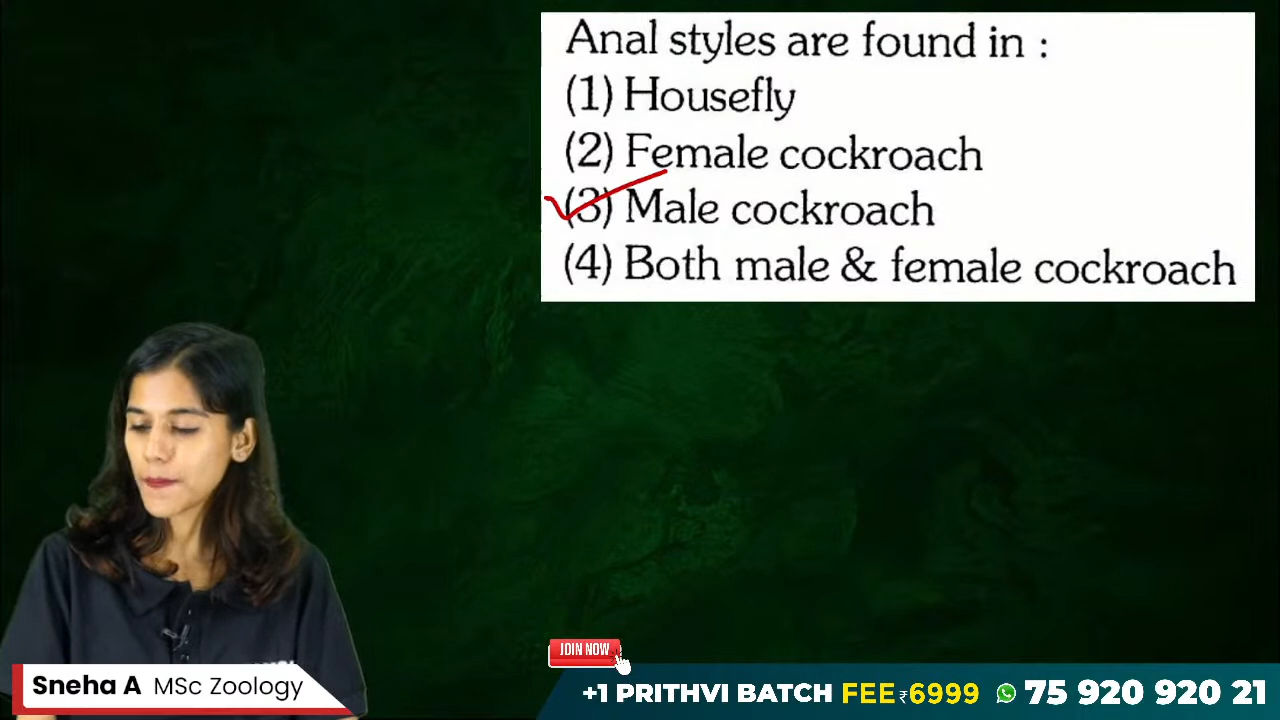 Anal styles are found in :
(1) Housefly
(2) Female cockroach
(3) Male cockroach
(4) Both male & female cockroach
JOIN NOW
Sneha A MSc Zoology
+1 PRITHVI BATCH FEE ₹6999 75 920 920 21